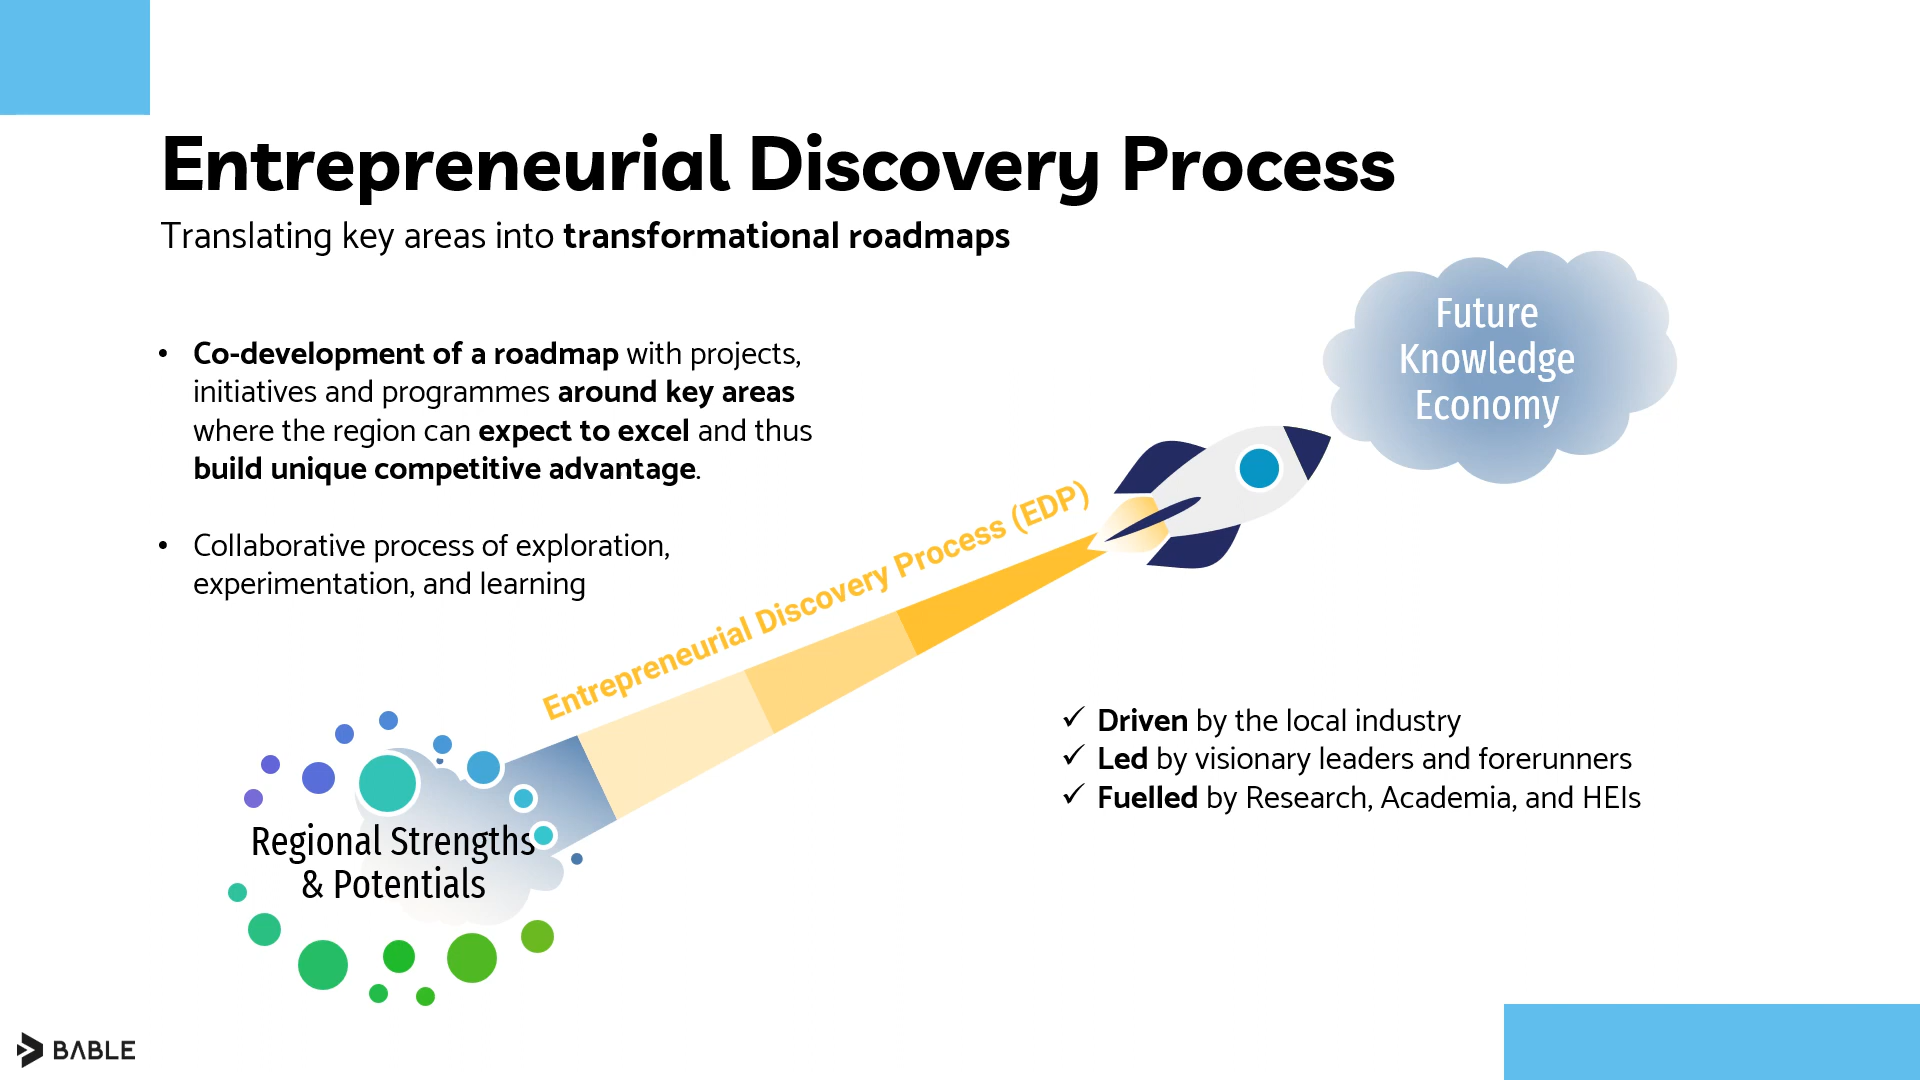 Entrepreneurial Discovery Process
Translating key areas into transformational roadmaps
Future
Knowledge
Economy
• Co-development of a roadmap with projects,
initiatives and programmes around key areas
where the region can expect to excel and thus
build unique competitive advantage.
• Collaborative process of exploration,
experimentation, and learning
Entrepreneurial Discovery Process (EDP)
✓ Driven by the local industry
✓ Led by visionary leaders and forerunners
✓ Fuelled by Research, Academia, and HEIs
Regional Strengths
& Potentials
BABLE